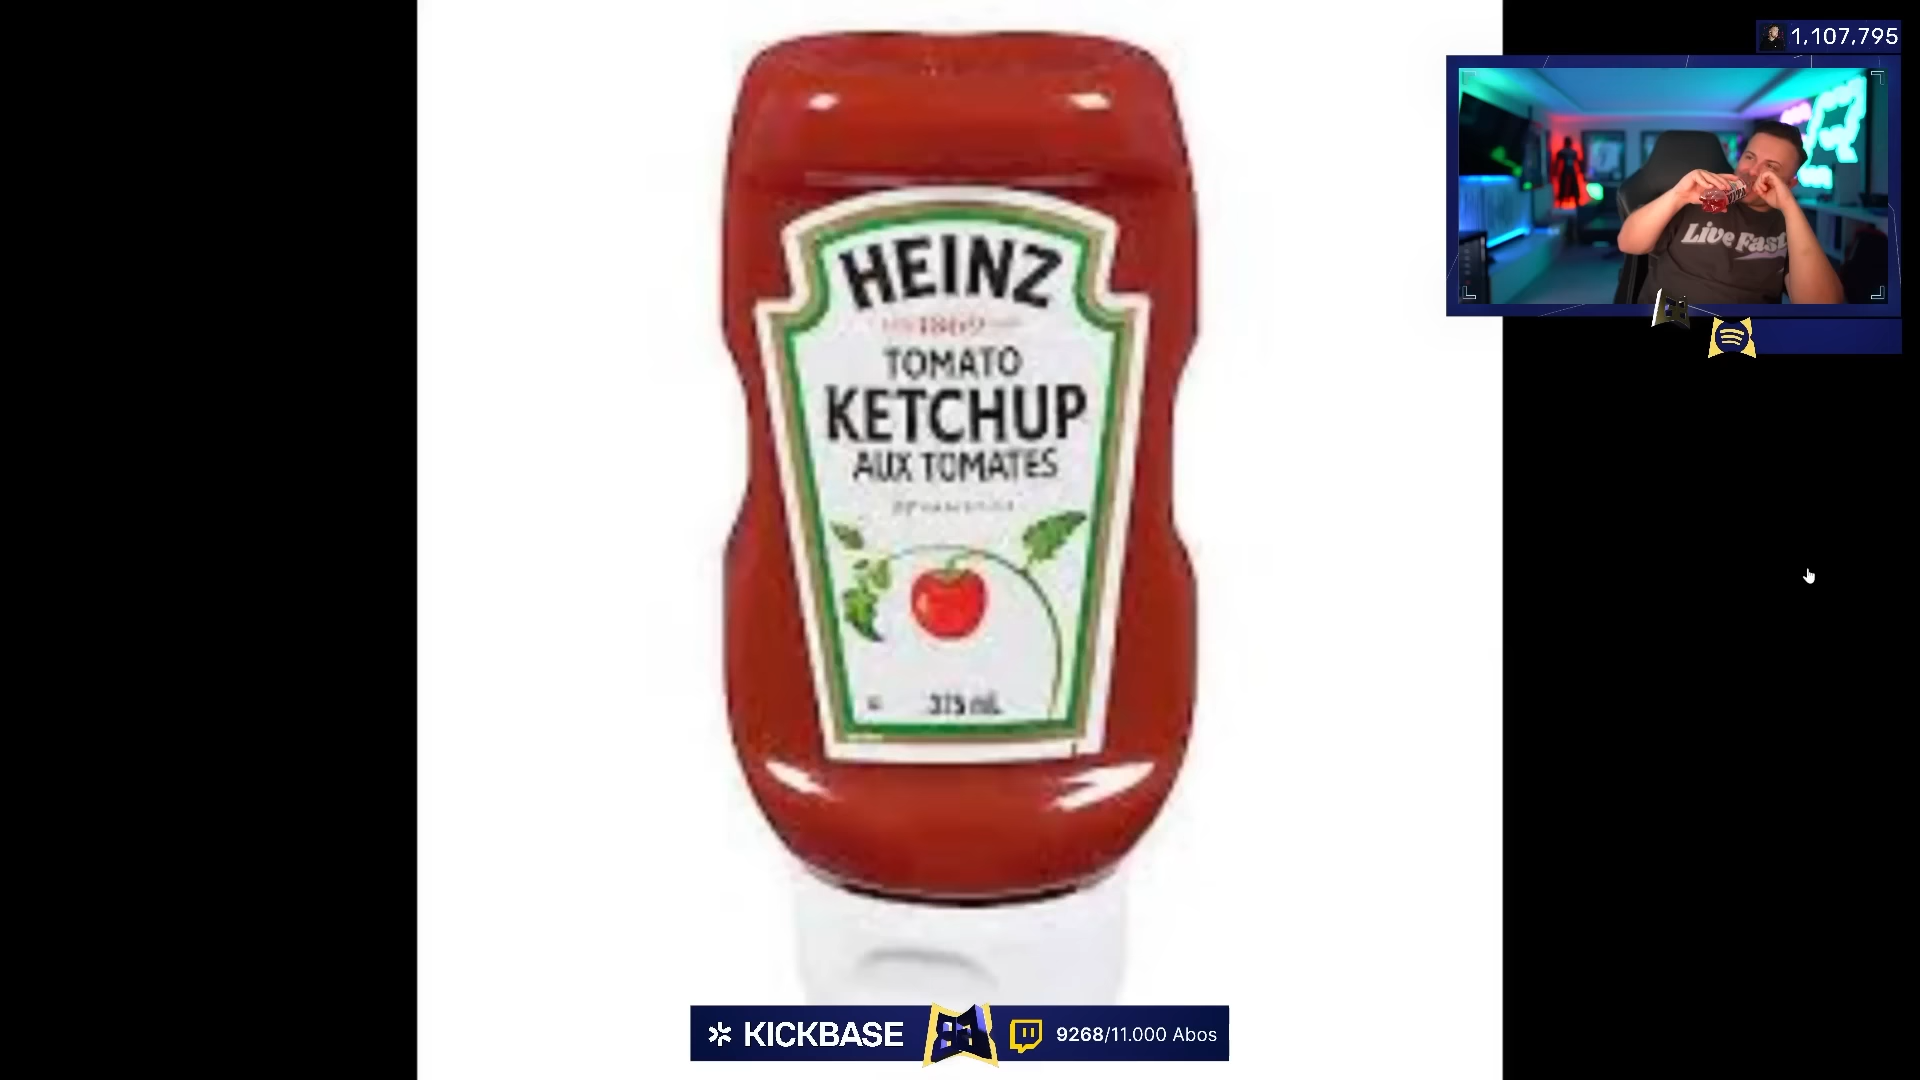 1,107,795
Live Fast
HEINZ
1869
TOMATO
KETCHUP
AUX TOMATES
375 mL
KICKBASE
9268/11.000 Abos